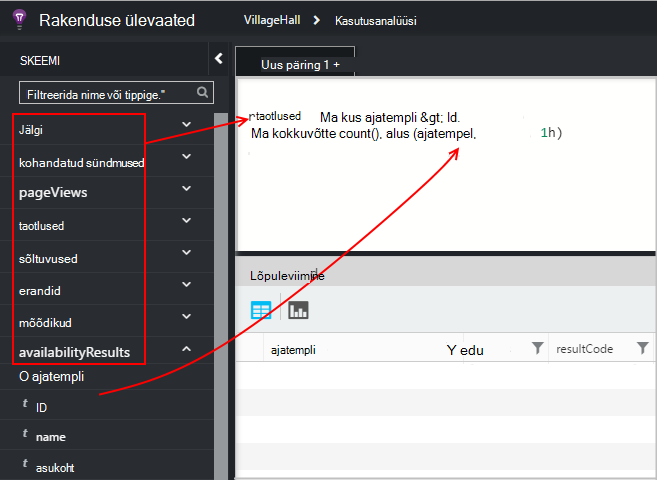 Rakenduse ülevaated
VillageHall
Kasutusanalüüsi
SKEEMI
Uus päring 1 +
Filtreerida nime või tippige."
Jälgi
kohandatud sündmused
pageViews
taotlused
sõltuvused
erandid
mõõdikud
availabilityResults
O ajatempli
t ID
t name
t asukoht
taotlused Ma kus ajatempli &gt; Id.
Ma kokkuvõtte count(), alus (ajatempel, 1h)
Lõpuleviimine
ajatempli Y edu resultCode